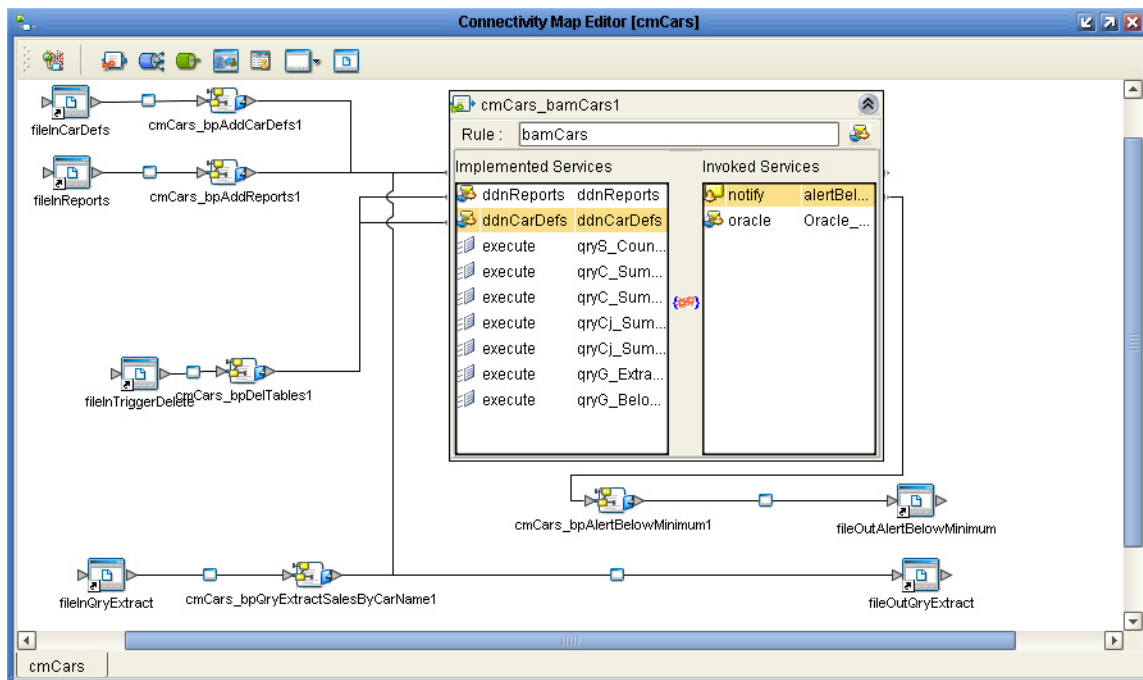 Connectivity Map Editor [cmCars]
fileInCarDefs
cmCars_bpAddCarDefs1
fileInReports
cmCars_bpAddReports1
cmCars_bamCars1
Rule : bamCars
Implemented Services Invoked Services
ddnReports ddnReports notify alertBel...
ddnCarDefs ddnCarDefs oracle Oracle_...
execute qryS_Coun...
execute qryC_Sum...
execute qryC_Sum...
execute qryCj_Sum...
execute qryCj_Sum...
execute qryG_Extra...
execute qryG_Belo...
fileInTriggerDelete
cmCars_bpDelTables1
cmCars_bpAlertBelowMinimum1
fileOutAlertBelowMinimum
fileInQryExtract
cmCars_bpQryExtractSalesByCarName1
fileOutQryExtract
cmCars